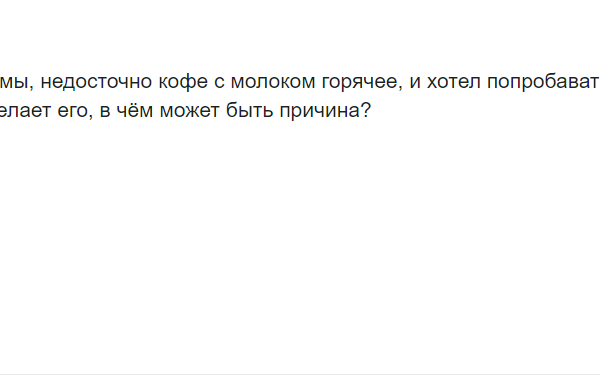 мы, недосточно кофе с молоком горячее, и хотел попробават
елает его, в чём может быть причина?